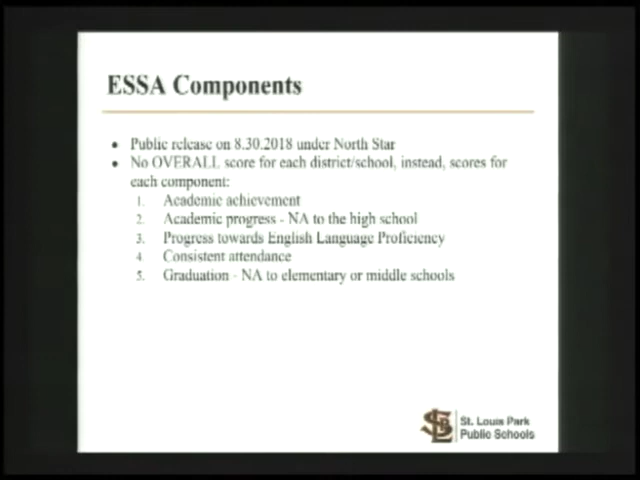 ESSA Components
• Public release on 8.30.2018 under North Star
• No OVERALL score for each district/school, instead, scores for
each component:
1. Academic achievement
2. Academic progress - NA to the high school
3. Progress towards English Language Proficiency
4. Consistent attendance
5. Graduation - NA to elementary or middle schools
St. Louis Park
Public Schools